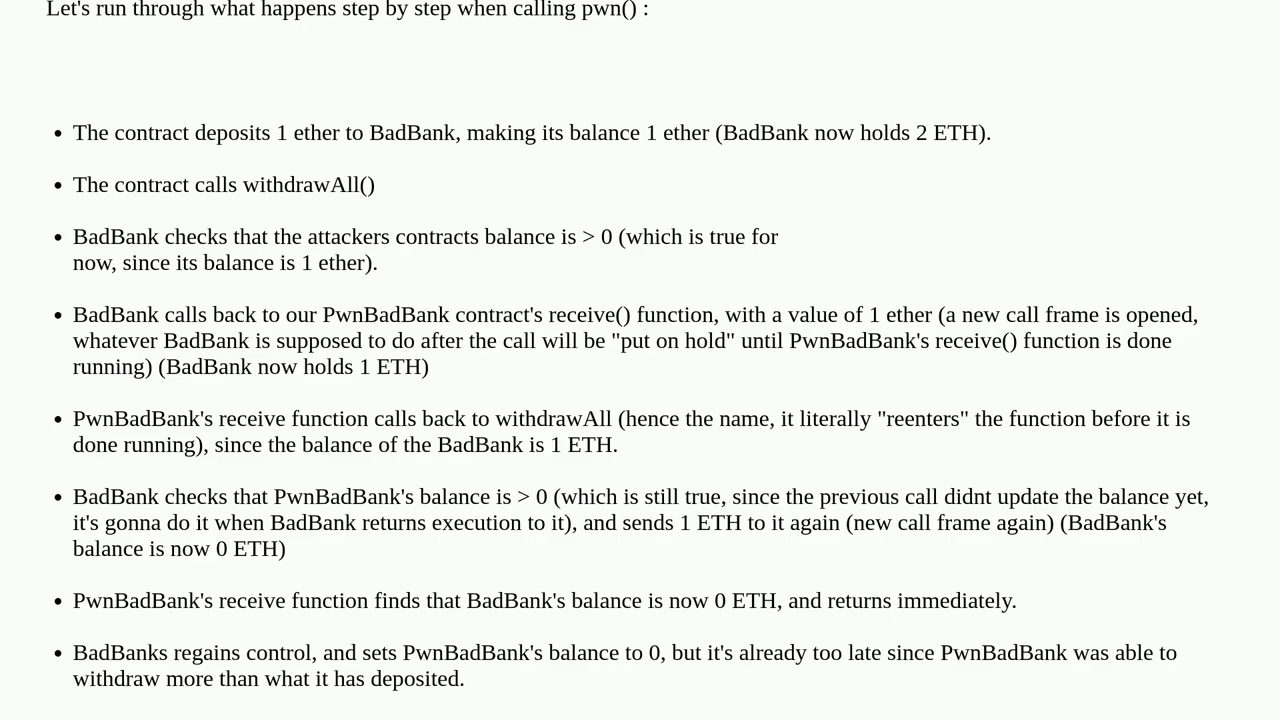 Let's run through what happens step by step when calling pwn() :
• The contract deposits 1 ether to BadBank, making its balance 1 ether (BadBank now holds 2 ETH).
• The contract calls withdrawAll()
• BadBank checks that the attackers contracts balance is > 0 (which is true for
now, since its balance is 1 ether).
• BadBank calls back to our PwnBadBank contract's receive() function, with a value of 1 ether (a new call frame is opened,
whatever BadBank is supposed to do after the call will be "put on hold" until PwnBadBank's receive() function is done
running) (BadBank now holds 1 ETH)
• PwnBadBank's receive function calls back to withdrawAll (hence the name, it literally "reenters" the function before it is
done running), since the balance of the BadBank is 1 ETH.
• BadBank checks that PwnBadBank's balance is > 0 (which is still true, since the previous call didnt update the balance yet,
it's gonna do it when BadBank returns execution to it), and sends 1 ETH to it again (new call frame again) (BadBank's
balance is now 0 ETH)
• PwnBadBank's receive function finds that BadBank's balance is now 0 ETH, and returns immediately.
• BadBanks regains control, and sets PwnBadBank's balance to 0, but it's already too late since PwnBadBank was able to
withdraw more than what it has deposited.